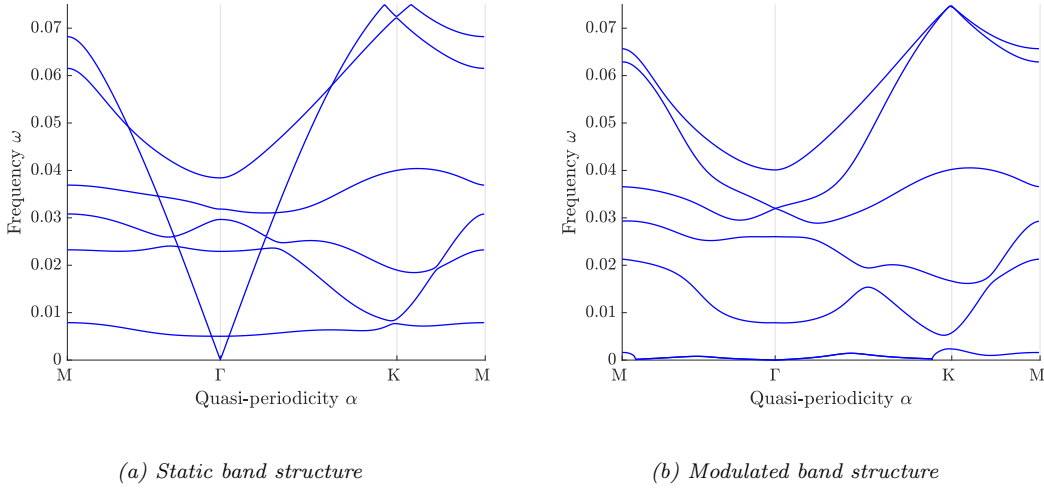 0.07
0.06
0.05
0.04
0.03
0.02
0.01
0
Frequency ω
M Γ K M
Quasi-periodicity α
(a) Static band structure
0.07
0.06
0.05
0.04
0.03
0.02
0.01
0
Frequency ω
M Γ K M
Quasi-periodicity α
(b) Modulated band structure